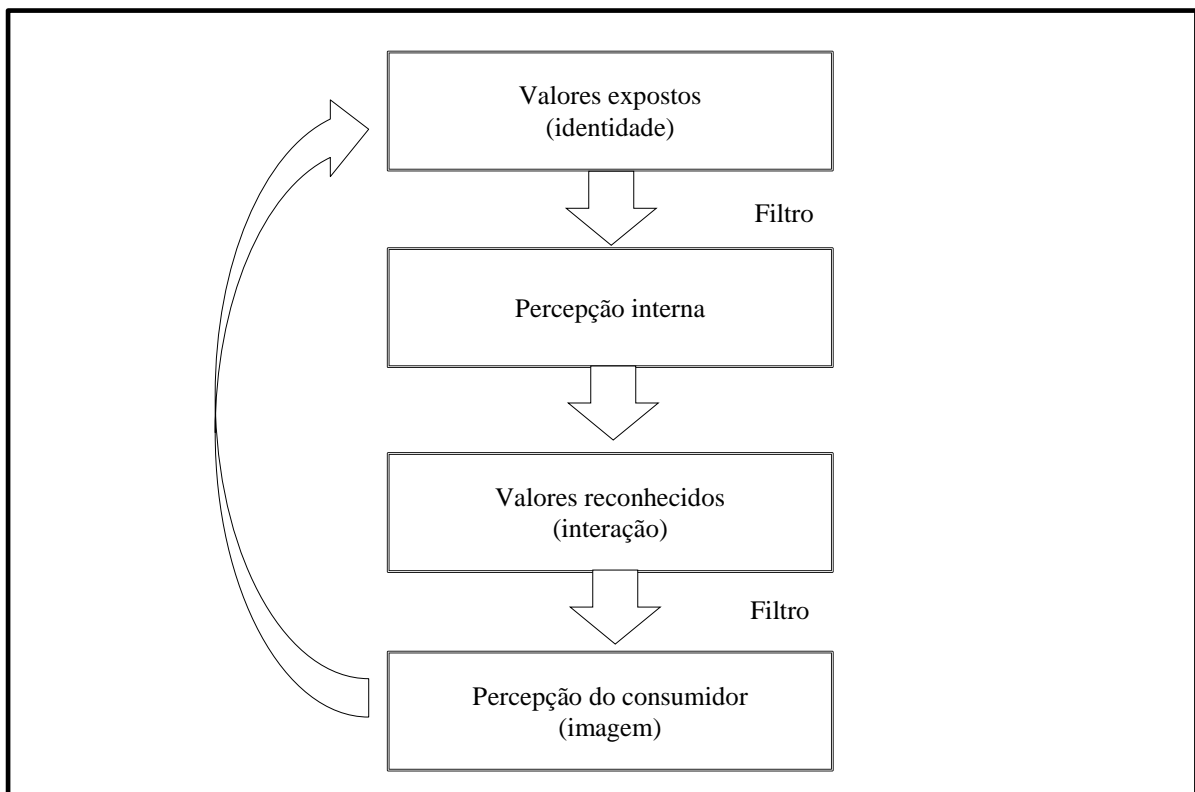 Valores expostos
(identidade)
Filtro
Percepção interna
Valores reconhecidos
(interação)
Filtro
Percepção do consumidor
(imagem)